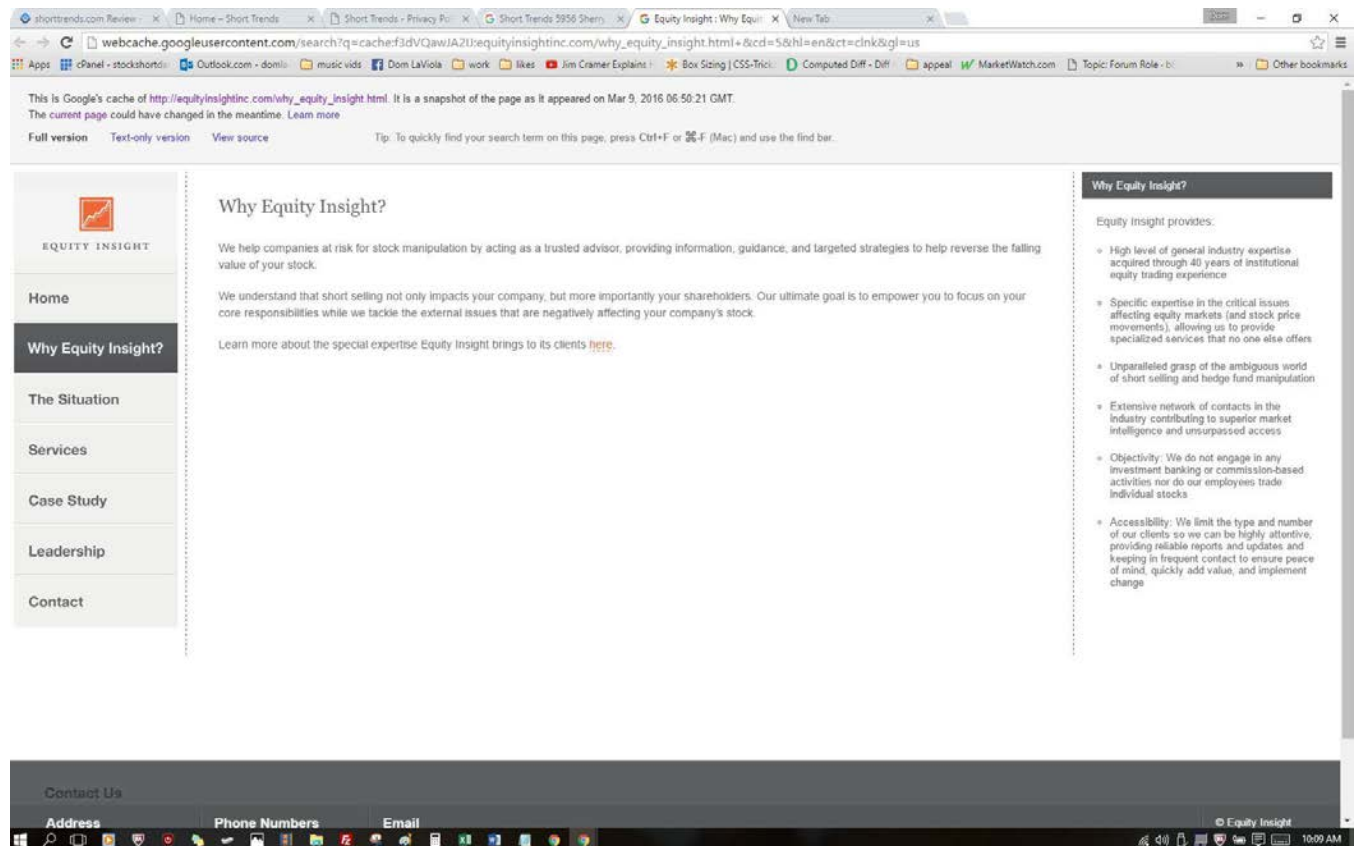 shorttrends.com Review -
Home – Short Trends
Short Trends - Privacy Po
Short Trends 5956 Sherry
Equity Insight : Why Equit
New Tab
webcache.googleusercontent.com/search?q=cache:f3dVQawJA2IJ:equityinsightinc.com/why_equity_insight.html+&cd=5&hl=en&ct=clnk&gl=us
Apps
cPanel - stockshortd
Outlook.com - domla
music vids
Dom LaViola
work
likes
Jim Cramer Explains
Box Sizing | CSS-Trick
Computed Diff - Diff
appeal
MarketWatch.com
Topic: Forum Role - b
»
Other bookmarks
This is Google's cache of http://equityinsightinc.com/why_equity_insight.html. It is a snapshot of the page as it appeared on Mar 9, 2016 06:50:21 GMT.
The current page could have changed in the meantime. Learn more
Full version Text-only version View source Tip: To quickly find your search term on this page, press Ctrl+F or ⌘-F (Mac) and use the find bar.
EQUITY INSIGHT
Home
Why Equity Insight?
The Situation
Services
Case Study
Leadership
Contact
Why Equity Insight?
We help companies at risk for stock manipulation by acting as a trusted advisor, providing information, guidance, and targeted strategies to help reverse the falling
value of your stock.
We understand that short selling not only impacts your company, but more importantly your shareholders. Our ultimate goal is to empower you to focus on your
core responsibilities while we tackle the external issues that are negatively affecting your company's stock.
Learn more about the special expertise Equity Insight brings to its clients here.
Why Equity Insight?
Equity Insight provides:
High level of general industry expertise
acquired through 40 years of institutional
equity trading experience
Specific expertise in the critical issues
affecting equity markets (and stock price
movements), allowing us to provide
specialized services that no one else offers
Unparalleled grasp of the ambiguous world
of short selling and hedge fund manipulation
Extensive network of contacts in the
industry contributing to superior market
intelligence and unsurpassed access
Objectivity: We do not engage in any
investment banking or commission-based
activities nor do our employees trade
individual stocks
Accessibility: We limit the type and number
of our clients so we can be highly attentive,
providing reliable reports and updates and
keeping in frequent contact to ensure peace
of mind, quickly add value, and implement
change
Contact Us
Address
Phone Numbers
Email
© Equity Insight
10:09 AM